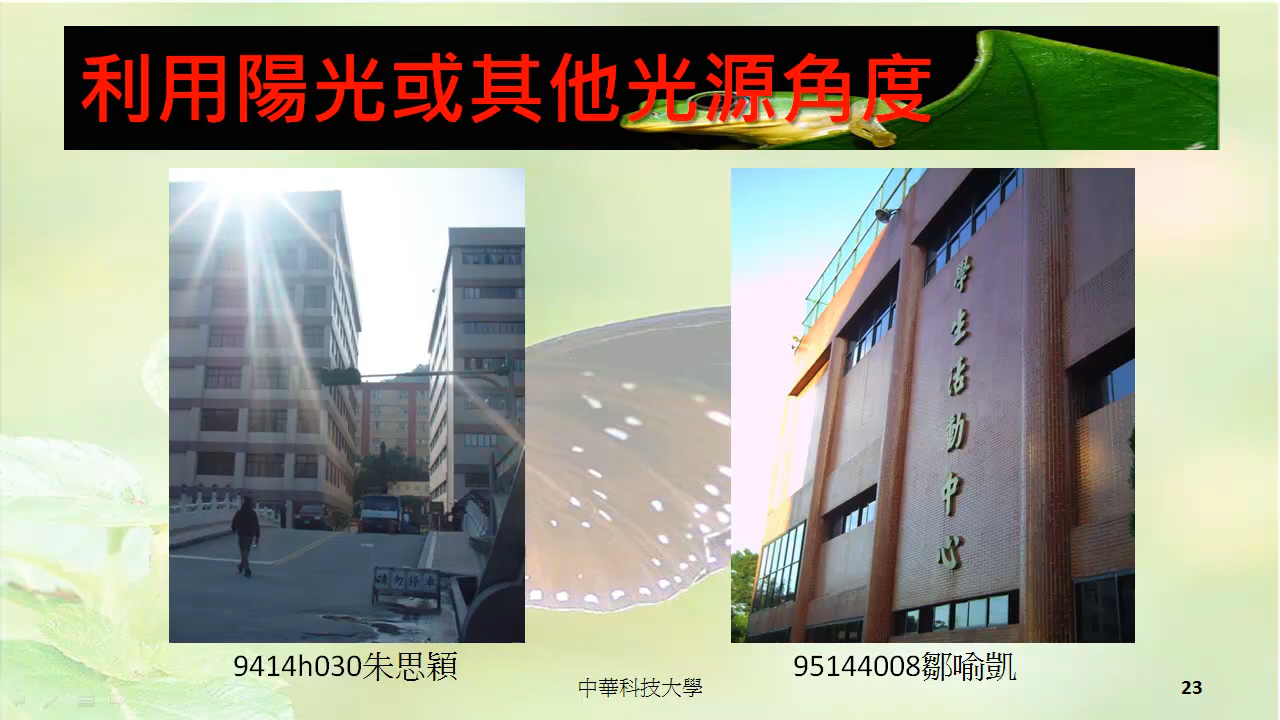 利用陽光或其他光源角度
請勿停車
學生活動中心
9414h030朱思穎
95144008鄒喻凱
中華科技大學
23